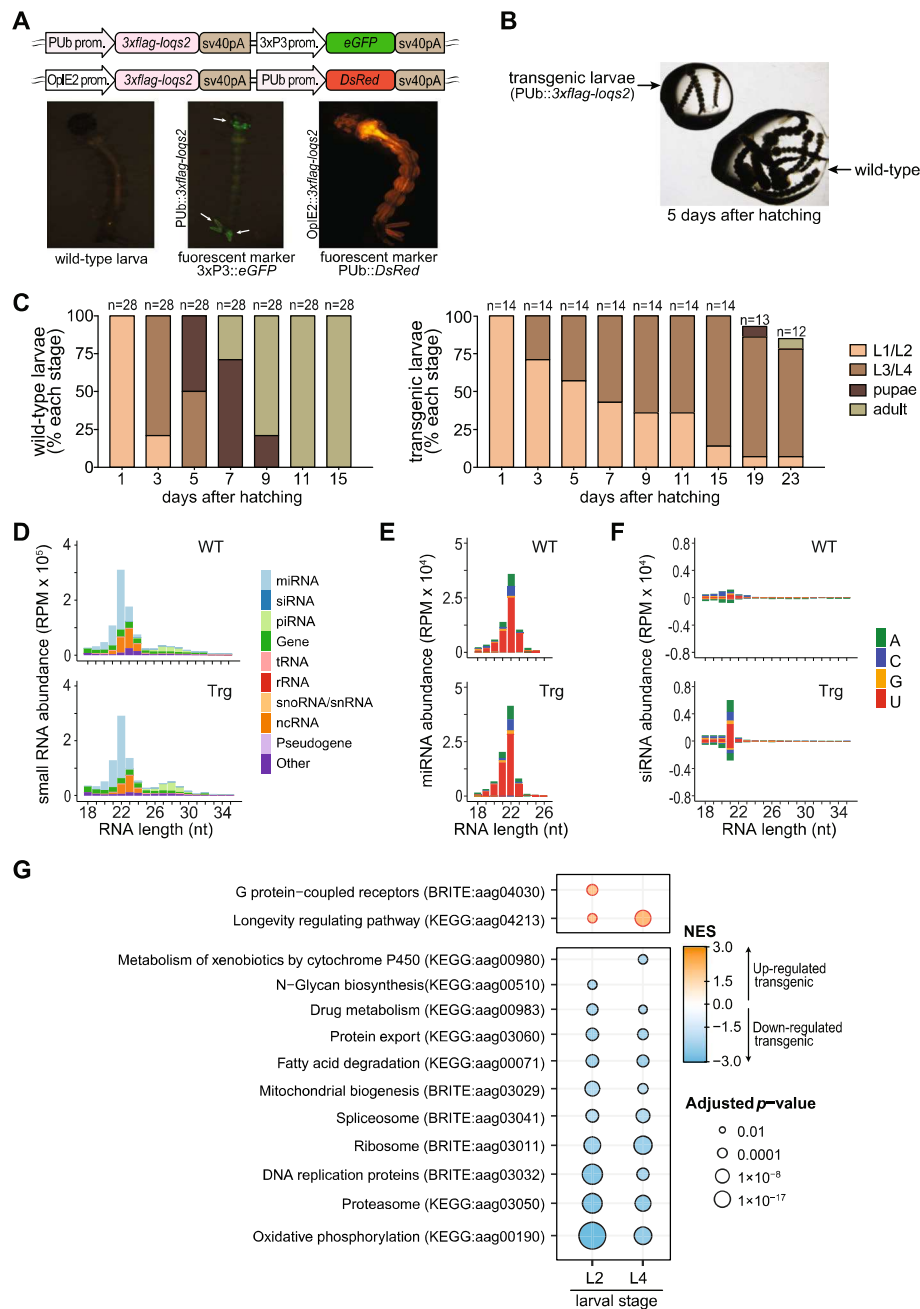 A
PUb prom. 3xflag-loqs2 sv40pA 3xP3prom. eGFP sv40pA
OpIE2 prom. 3xflag-loqs2 sv40pA PUb prom. DsRed sv40pA
PUb::3xflag-loqs2
OpIE2::3xflag-loqs2
wild-type larva
fuorescent marker
3xP3::eGFP
fuorescent marker
PUb::DsRed
B
transgenic larvae
(PUb::3xflag-loqs2)
wild-type
5 days after hatching
C
wild-type larvae
(% each stage)
n=28 n=28 n=28 n=28 n=28 n=28 n=28
100
75
50
25
0
1 3 5 7 9 11 15
days after hatching
transgenic larvae
(% each stage)
n=14 n=14 n=14 n=14 n=14 n=14 n=14 n=13 n=12
100
75
50
25
0
1 3 5 7 9 11 15 19 23
days after hatching
L1/L2
L3/L4
pupae
adult
D
small RNA abundance (RPM x 10⁵)
WT
4
2
0
Trg
4
2
0
18 22 26 30 34
RNA length (nt)
miRNA
siRNA
piRNA
Gene
tRNA
rRNA
snoRNA/snRNA
ncRNA
Pseudogene
Other
E
miRNA abundance (RPM x 10⁴)
WT
5
2.5
0
Trg
5
2.5
0
18 22 26
RNA length (nt)
F
siRNA abundance (RPM x 10⁴)
WT
0.8
0.4
0
-0.4
-0.8
Trg
0.8
0.4
0
-0.4
-0.8
18 22 26 30 34
RNA length (nt)
A
C
G
U
G
G protein-coupled receptors (BRITE:aag04030)
Longevity regulating pathway (KEGG:aag04213)
Metabolism of xenobiotics by cytochrome P450 (KEGG:aag00980)
N-Glycan biosynthesis(KEGG:aag00510)
Drug metabolism (KEGG:aag00983)
Protein export (KEGG:aag03060)
Fatty acid degradation (KEGG:aag00071)
Mitochondrial biogenesis (BRITE:aag03029)
Spliceosome (BRITE:aag03041)
Ribosome (BRITE:aag03011)
DNA replication proteins (BRITE:aag03032)
Proteasome (KEGG:aag03050)
Oxidative phosphorylation (KEGG:aag00190)
L2 L4
larval stage
NES
3.0
1.5
0.0
−1.5
−3.0
Up-regulated
transgenic
Down-regulated
transgenic
Adjusted p−value
0.01
0.0001
1×10⁻⁸
1×10⁻¹⁷